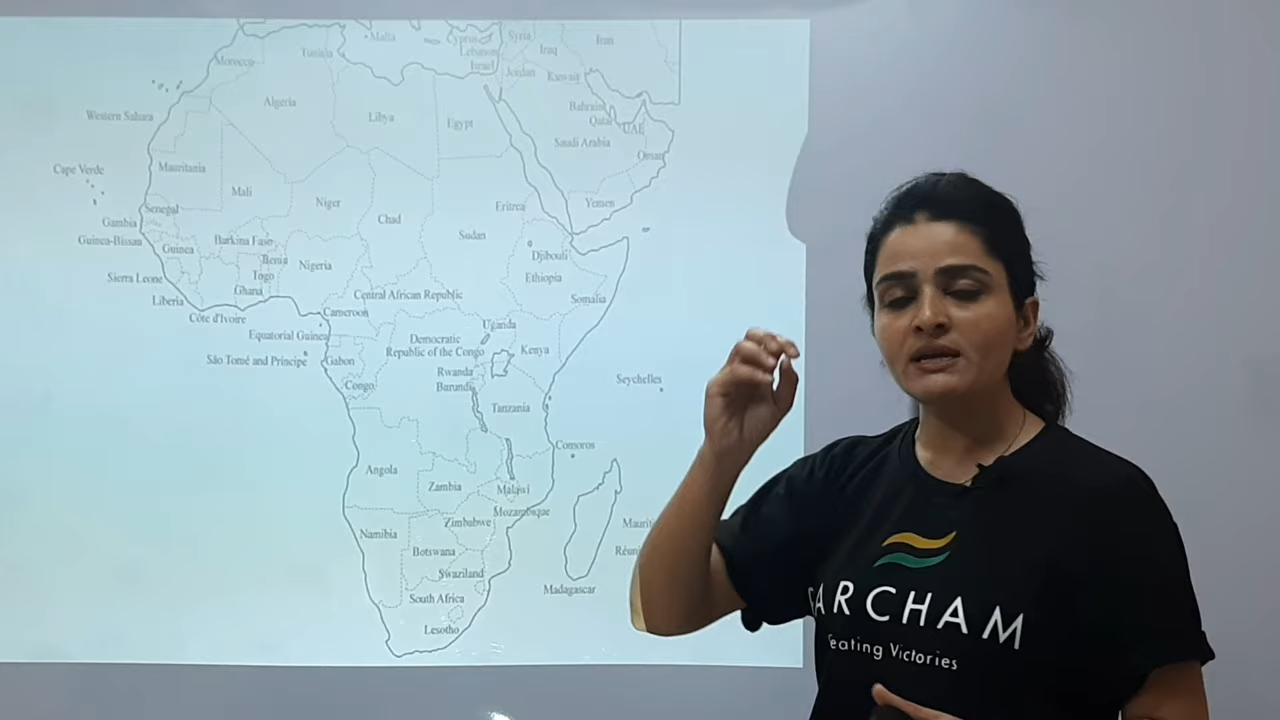 Malta
Cyprus
Syria
Iran
Tunisia
Lebanon
Iraq
Morocco
Israel
Jordan
Kuwait
Algeria
Bahrain
Western Sahara
Libya
Egypt
Qatar
UAE
Saudi Arabia
Oman
Cape Verde
Mauritania
Mali
Niger
Eritrea
Yemen
Senegal
Chad
Gambia
Sudan
Guinea-Bissau
Guinea
Burkina Faso
Benin
Nigeria
Djibouti
Sierra Leone
Togo
Ethiopia
Ghana
Central African Republic
Somalia
Liberia
Côte d'Ivoire
Cameroon
Equatorial Guinea
Uganda
Democratic
Republic of the Congo
Kenya
São Tomé and Principe
Gabon
Rwanda
Congo
Burundi
Seychelles
Tanzania
Comoros
Angola
Zambia
Malawi
Mozambique
Zimbabwe
Namibia
Botswana
Swaziland
Madagascar
South Africa
Lesotho
ARCHAM
eating Victories